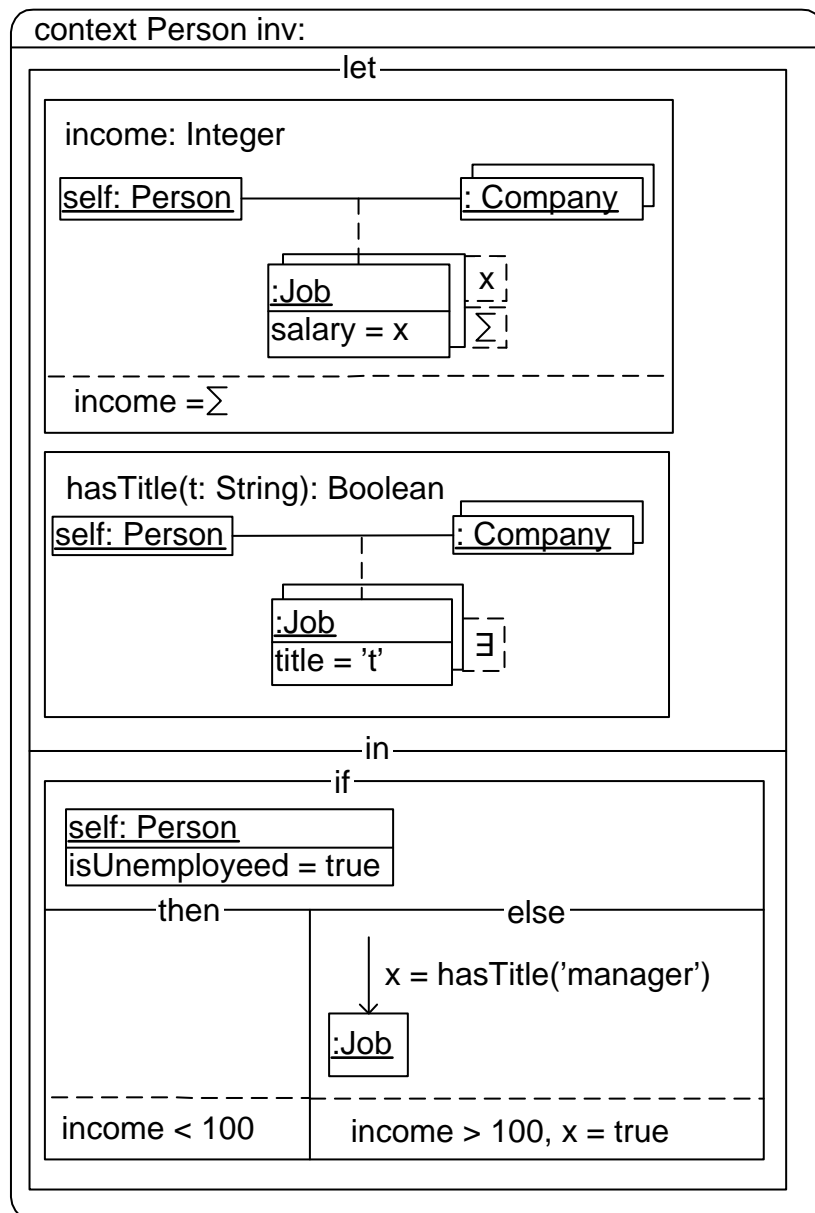 context Person inv:
let
income: Integer
self: Person
: Company
:Job
x
salary = x
∑
income =∑
hasTitle(t: String): Boolean
self: Person
: Company
:Job
∃
title = ’t’
in
if
self: Person
isUnemployeed = true
then
else
x = hasTitle(’manager’)
:Job
income < 100
income > 100, x = true